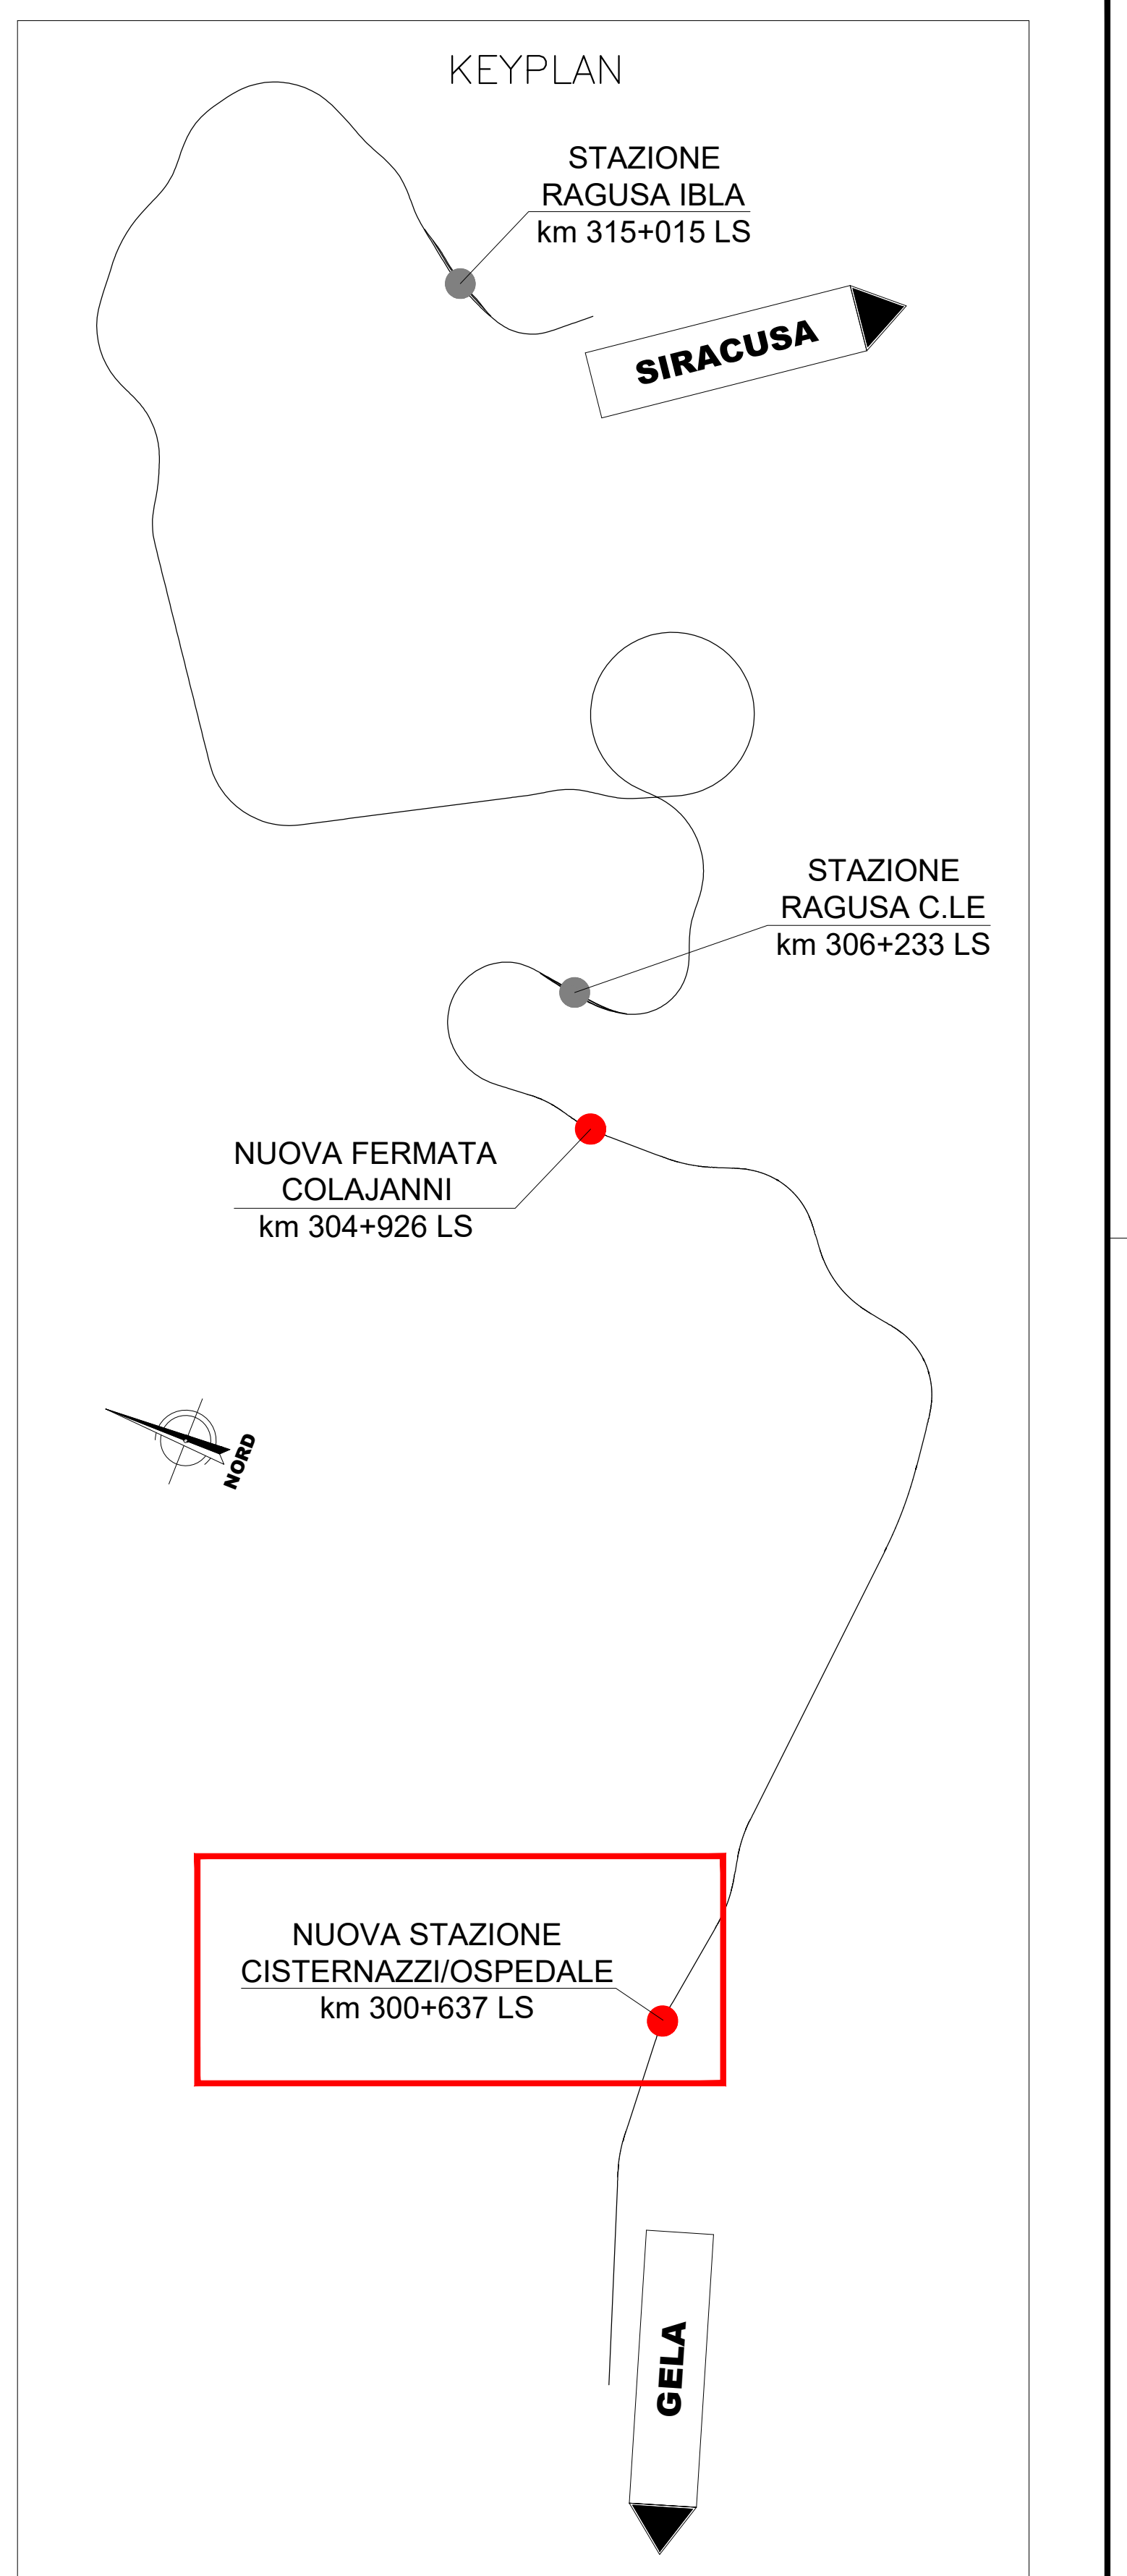 KEYPLAN
STAZIONE
RAGUSA IBLA
km 315+015 LS
SIRACUSA
STAZIONE
RAGUSA C.LE
km 306+233 LS
NUOVA FERMATA
COLAJANNI
km 304+926 LS
NORD
NUOVA STAZIONE
CISTERNAZZI/OSPEDALE
km 300+637 LS
GELA